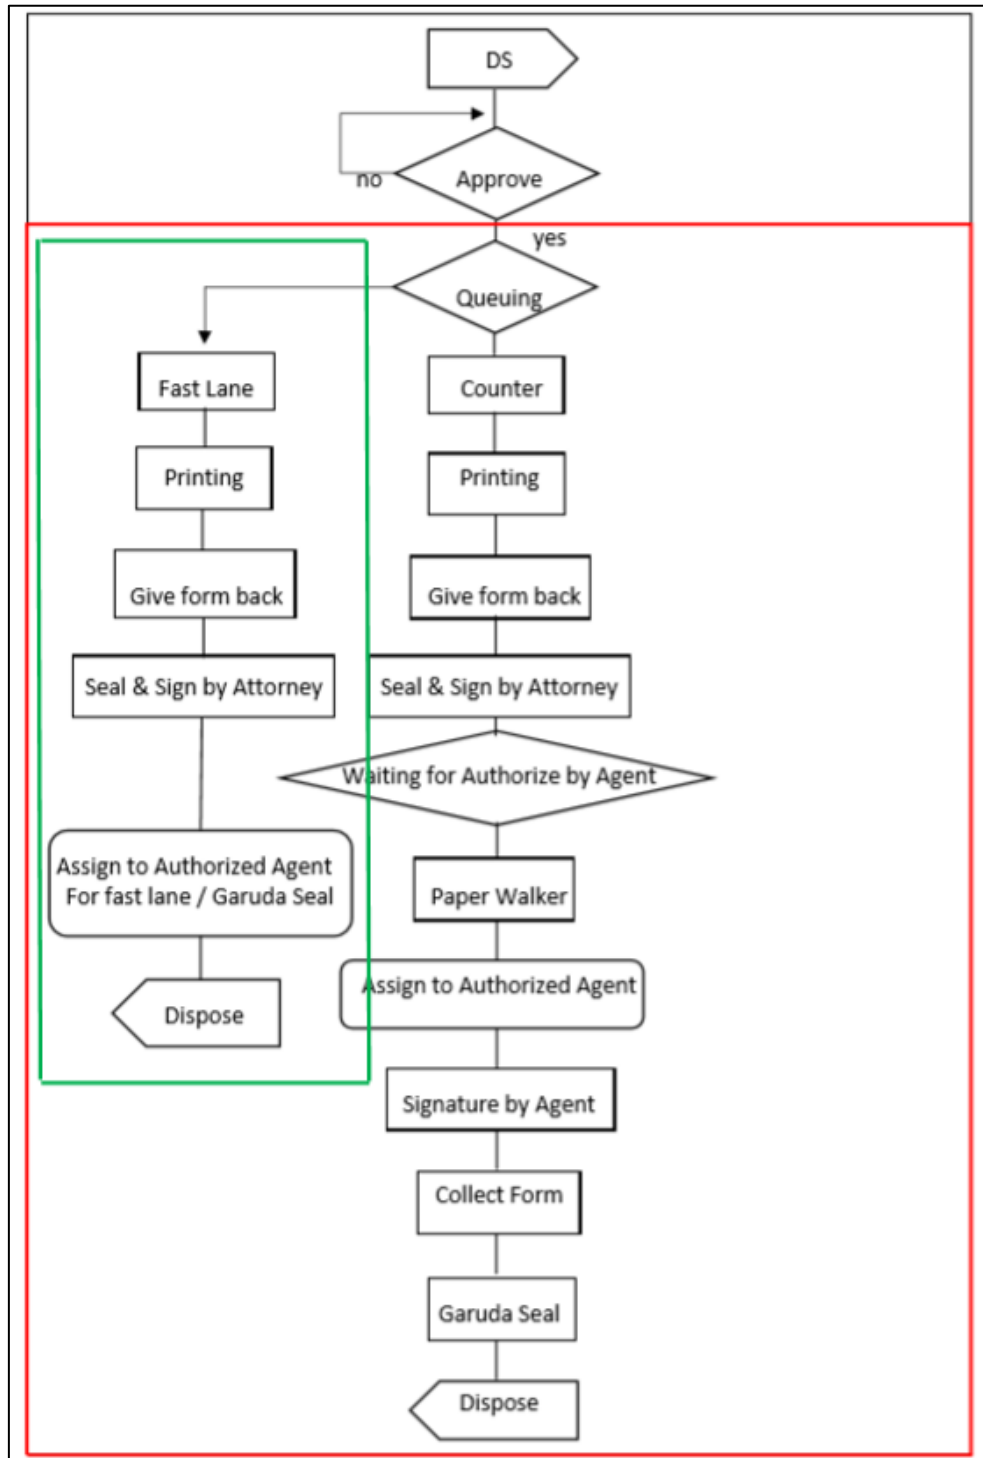 DS
no
Approve
yes
Queuing
Fast Lane
Counter
Printing
Printing
Give form back
Give form back
Seal & Sign by Attorney
Seal & Sign by Attorney
Waiting for Authorize by Agent
Assign to Authorized Agent
For fast lane / Garuda Seal
Paper Walker
Assign to Authorized Agent
Dispose
Signature by Agent
Collect Form
Garuda Seal
Dispose